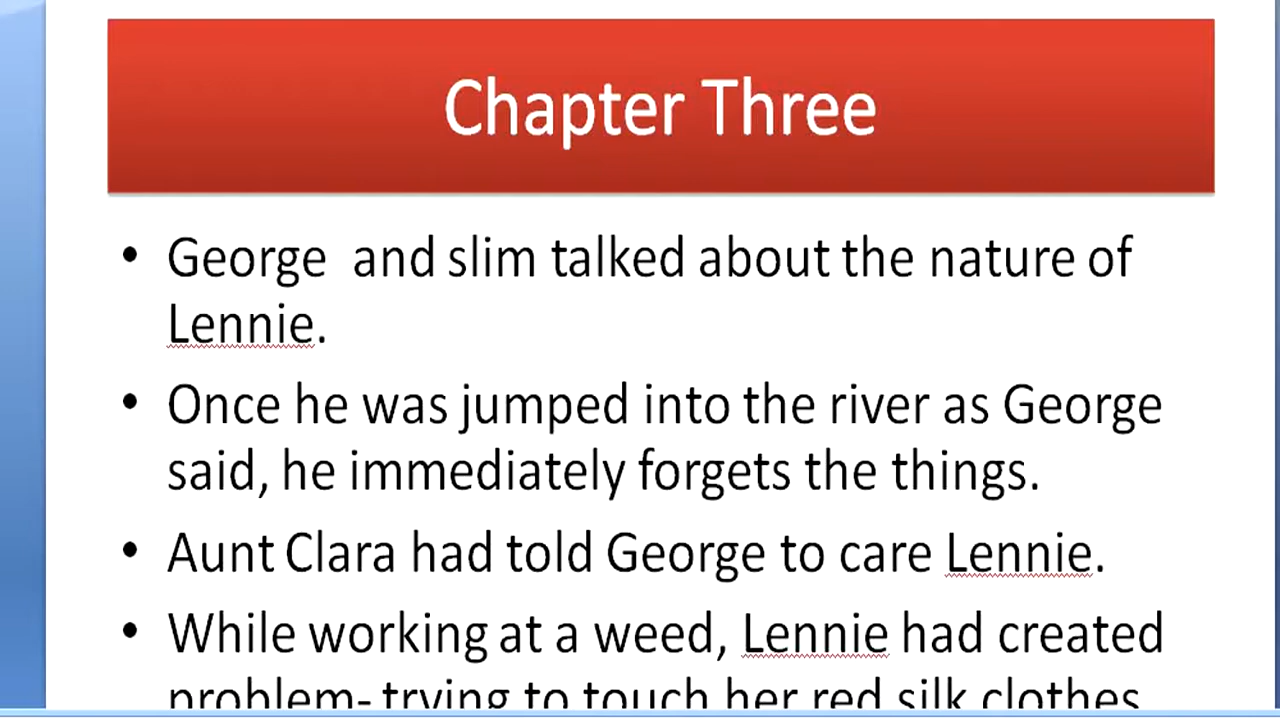 Chapter Three
• George  and slim talked about the nature of
Lennie.
• Once he was jumped into the river as George
said, he immediately forgets the things.
• Aunt Clara had told George to care Lennie.
• While working at a weed, Lennie had created
problem- trying to touch her red silk clothes